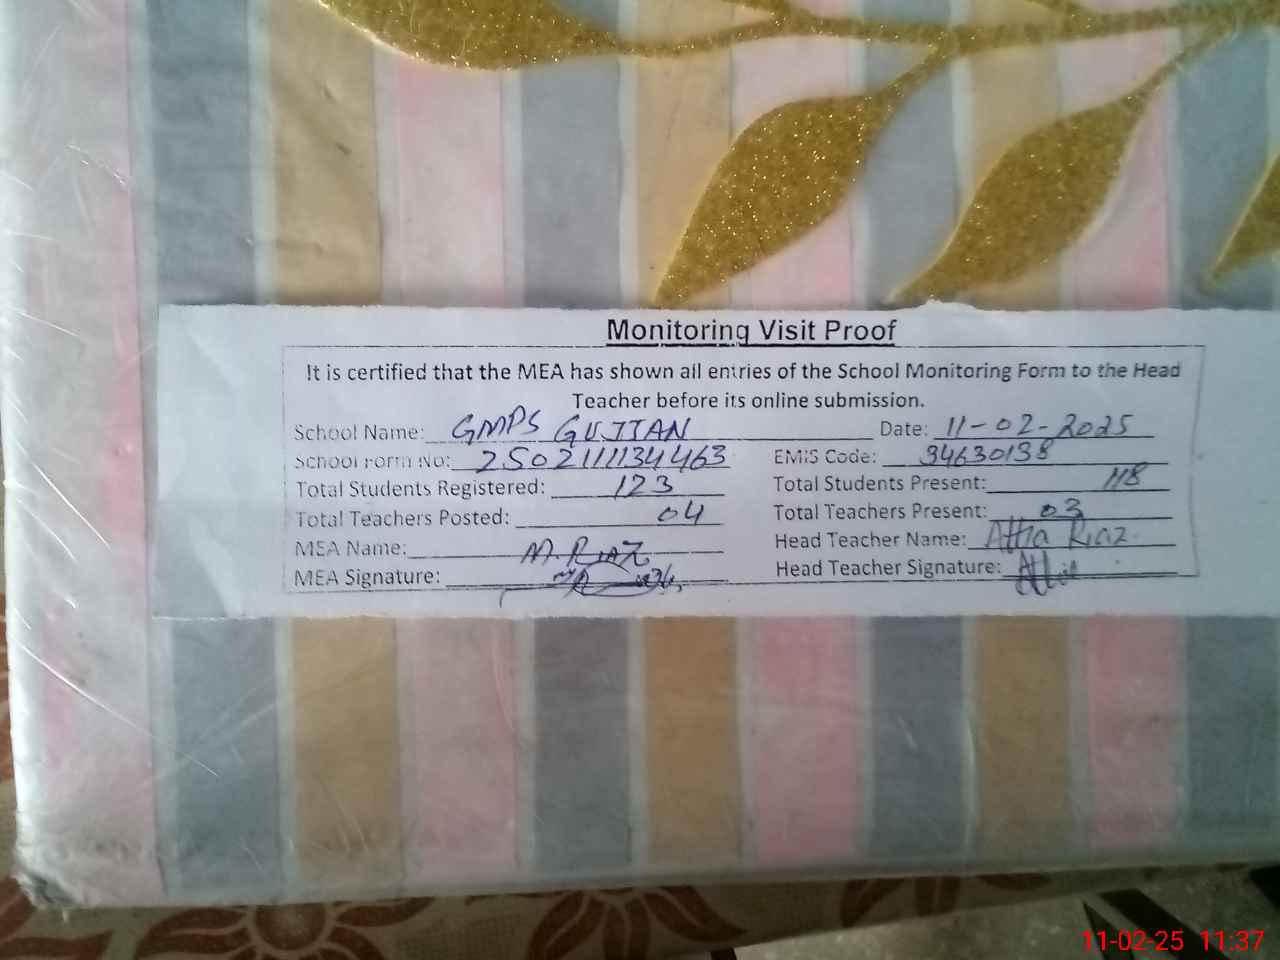 Monitoring Visit Proof
It is certified that the MEA has shown all entries of the School Monitoring Form to the Head
Teacher before its online submission.
School Name: GMPS GUJJAN Date: 11-02-2025
School Form No: 2502111134463 EMIS Code: 34630138
Total Students Registered: 123 Total Students Present: 118
Total Teachers Posted: 04 Total Teachers Present: 03
MEA Name: M. RIAZ Head Teacher Name: Attia Riaz
MEA Signature: Head Teacher Signature:
11-02-25 11:37